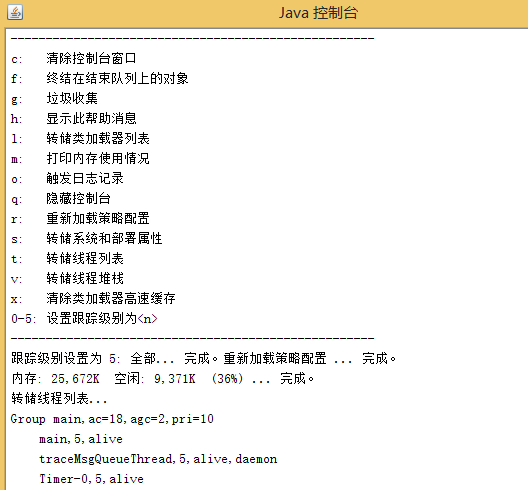 Java 控制台
----------------------------------------------------
c: 清除控制台窗口
f: 终结在结束队列上的对象
g: 垃圾收集
h: 显示此帮助消息
l: 转储类加载器列表
m: 打印内存使用情况
o: 触发日志记录
q: 隐藏控制台
r: 重新加载策略配置
s: 转储系统和部署属性
t: 转储线程列表
v: 转储线程堆栈
x: 清除类加载器高速缓存
0-5: 设置跟踪级别为<n>
----------------------------------------------------
跟踪级别设置为 5: 全部... 完成。重新加载策略配置 ... 完成。
内存: 25,672K 空闲: 9,371K (36%) ... 完成。
转储线程列表...
Group main,ac=18,agc=2,pri=10
main,5,alive
traceMsgQueueThread,5,alive,daemon
Timer-0,5,alive